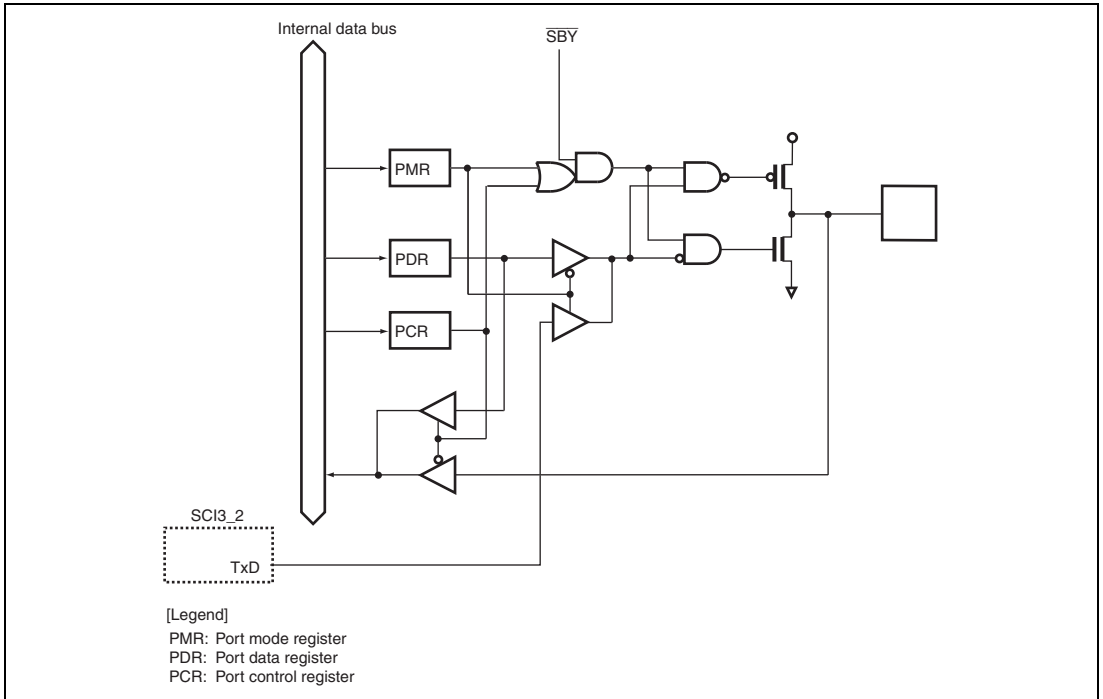 Internal data bus
SBY
PMR
PDR
PCR
SCI3_2
TxD
[Legend]
PMR: Port mode register
PDR: Port data register
PCR: Port control register